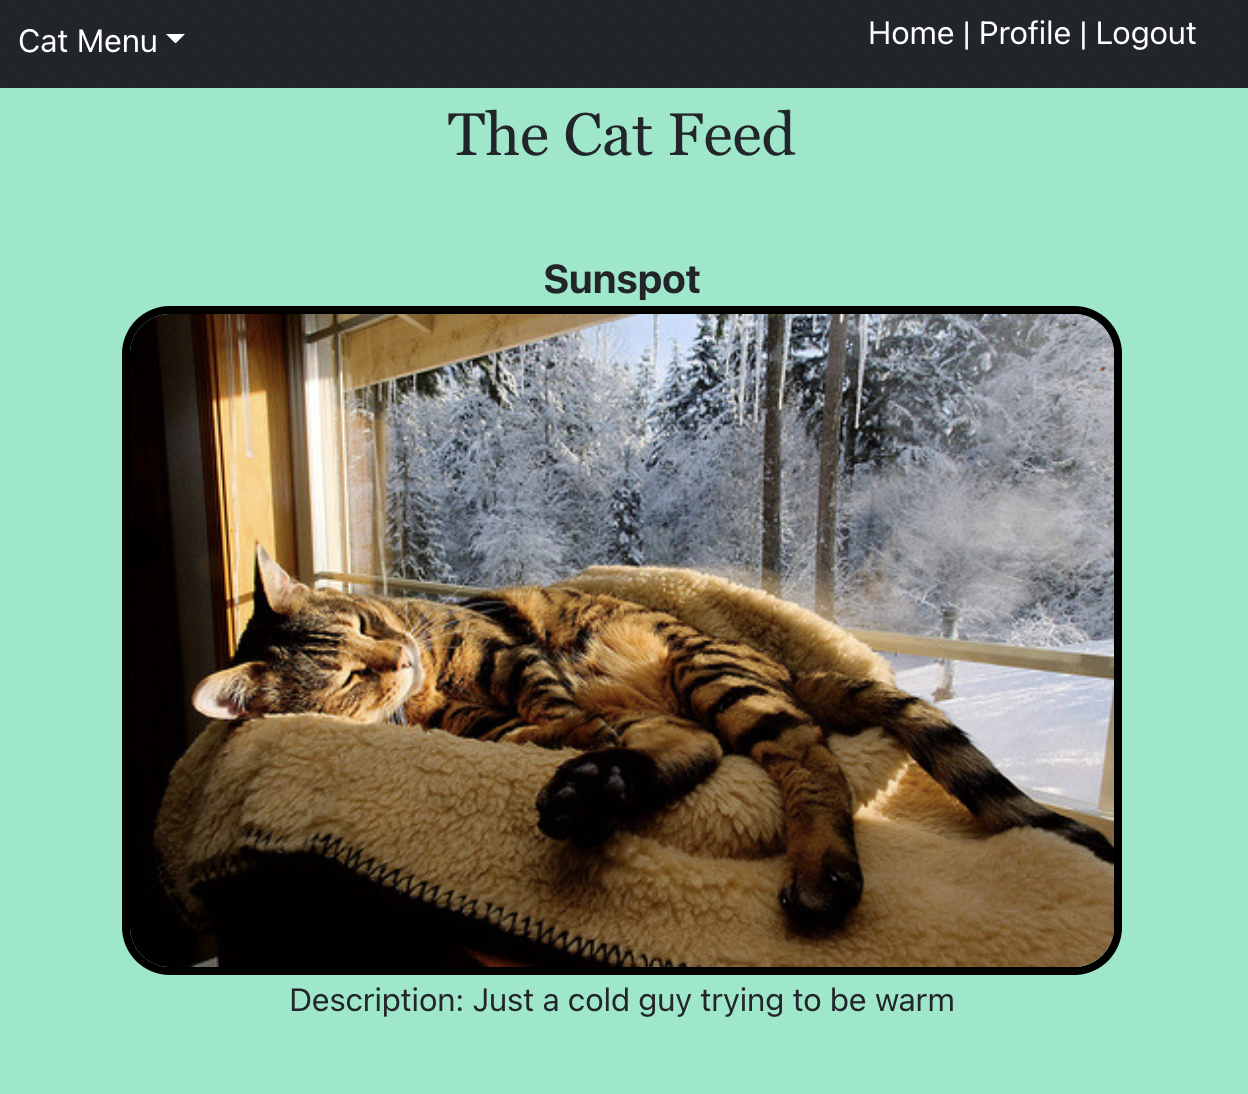 Cat Menu
Home | Profile | Logout
The Cat Feed
Sunspot
Description: Just a cold guy trying to be warm